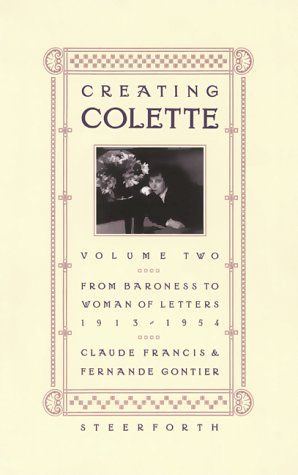 CREATING
COLETTE
VOLUME TWO
FROM BARONESS TO
WOMAN OF LETTERS
1913-1954
CLAUDE FRANCIS &
FERNANDE GONTIER
STEERFORTH